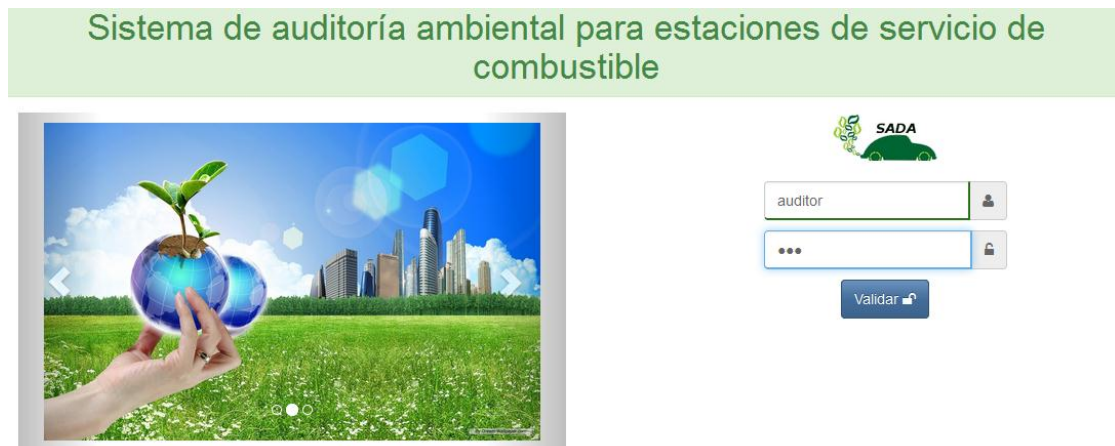 Sistema de auditoría ambiental para estaciones de servicio de
combustible
SADA
auditor
●●●
Validar